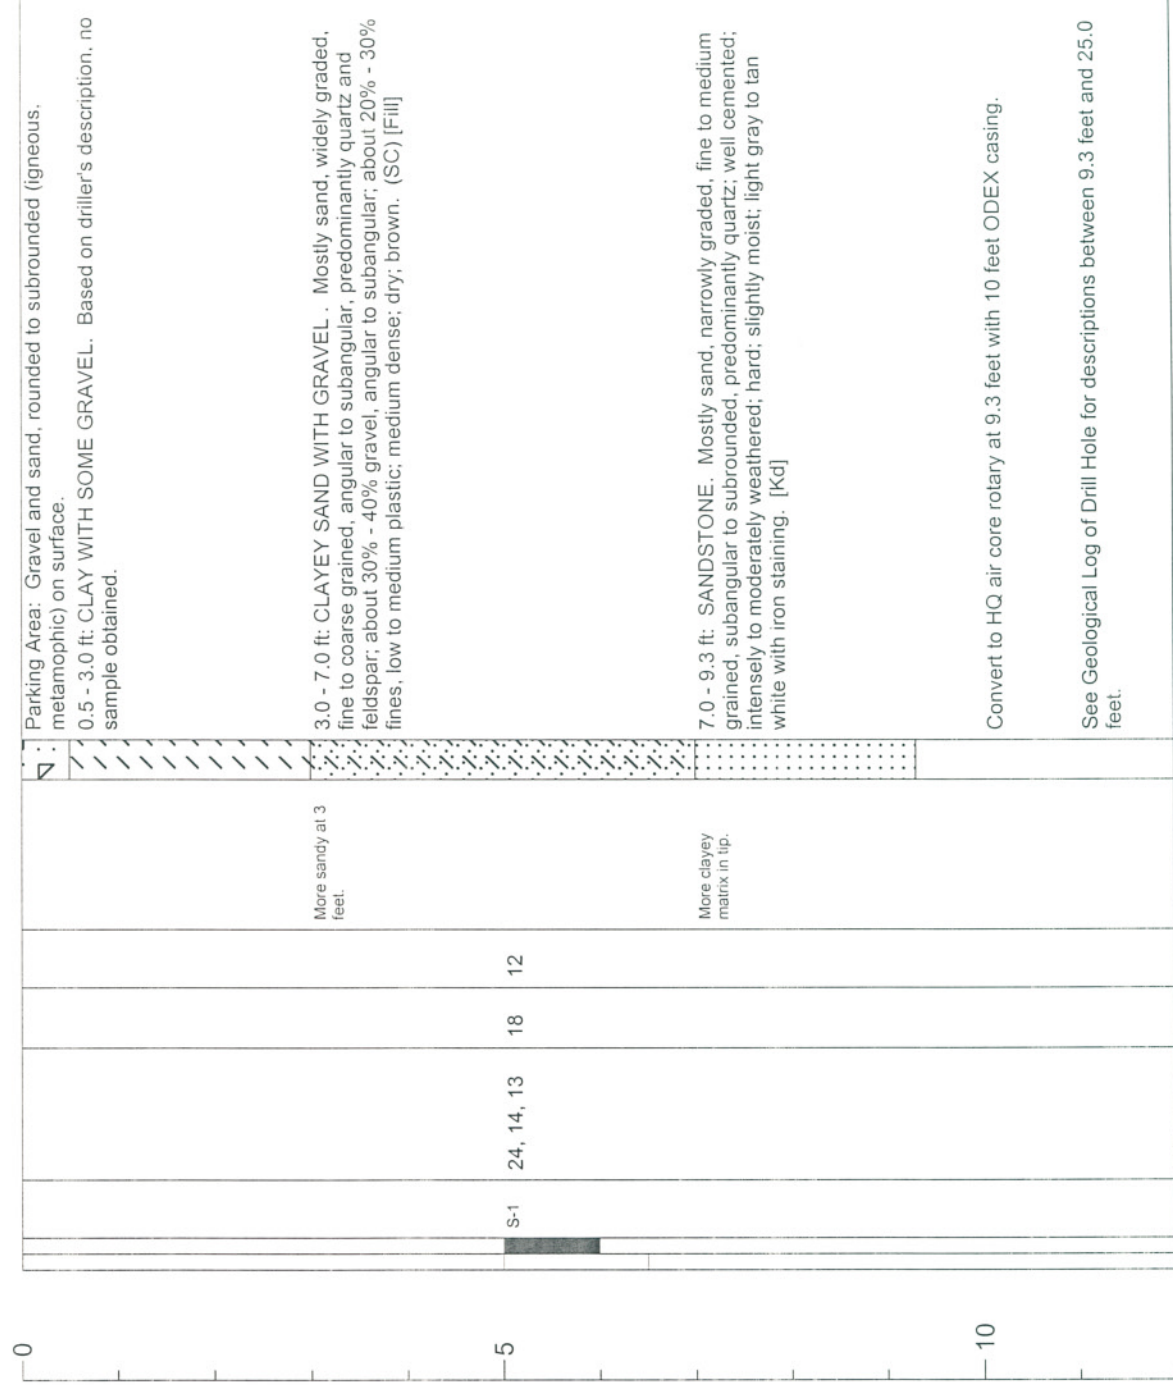 0
Parking Area: Gravel and sand, rounded to subrounded (igneous.
metamophic) on surface.
0.5 - 3.0 ft: CLAY WITH SOME GRAVEL. Based on driller's description, no
sample obtained.
More sandy at 3
feet.
3.0 - 7.0 ft: CLAYEY SAND WITH GRAVEL . Mostly sand, widely graded,
fine to coarse grained, angular to subangular, predominantly quartz and
feldspar; about 30% - 40% gravel, angular to subangular; about 20% - 30%
fines, low to medium plastic; medium dense; dry; brown. (SC) [Fill]
5
S-1
24, 14, 13
18
12
More clayey
matrix in tip.
7.0 - 9.3 ft: SANDSTONE. Mostly sand, narrowly graded, fine to medium
grained, subangular to subrounded, predominantly quartz; well cemented;
intensely to moderately weathered; hard; slightly moist; light gray to tan
white with iron staining. [Kd]
10
Convert to HQ air core rotary at 9.3 feet with 10 feet ODEX casing.
See Geological Log of Drill Hole for descriptions between 9.3 feet and 25.0
feet.